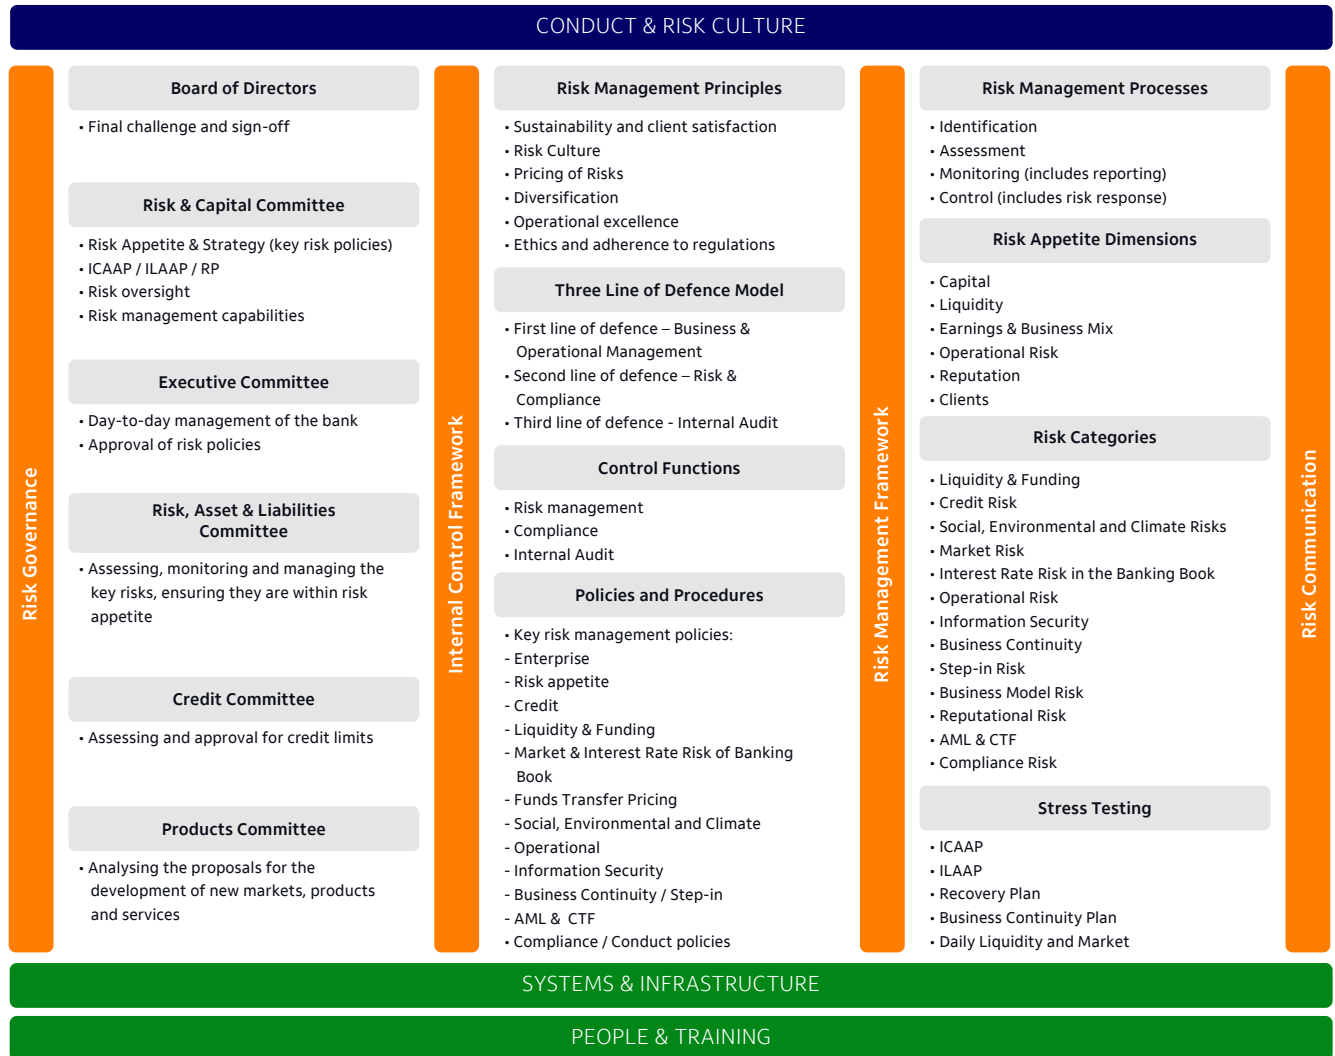 CONDUCT & RISK CULTURE
Risk Governance
Board of Directors
• Final challenge and sign-off
Risk & Capital Committee
• Risk Appetite & Strategy (key risk policies)
• ICAAP / ILAAP / RP
• Risk oversight
• Risk management capabilities
Executive Committee
• Day-to-day management of the bank
• Approval of risk policies
Risk, Asset & Liabilities
Committee
• Assessing, monitoring and managing the
key risks, ensuring they are within risk
appetite
Credit Committee
• Assessing and approval for credit limits
Products Committee
• Analysing the proposals for the
development of new markets, products
and services
Internal Control Framework
Risk Management Principles
• Sustainability and client satisfaction
• Risk Culture
• Pricing of Risks
• Diversification
• Operational excellence
• Ethics and adherence to regulations
Three Line of Defence Model
• First line of defence – Business &
Operational Management
• Second line of defence – Risk &
Compliance
• Third line of defence - Internal Audit
Control Functions
• Risk management
• Compliance
• Internal Audit
Policies and Procedures
• Key risk management policies:
- Enterprise
- Risk appetite
- Credit
- Liquidity & Funding
- Market & Interest Rate Risk of Banking
Book
- Funds Transfer Pricing
- Social, Environmental and Climate
- Operational
- Information Security
- Business Continuity / Step-in
- AML & CTF
• Compliance / Conduct policies
Risk Management Framework
Risk Management Processes
• Identification
• Assessment
• Monitoring (includes reporting)
• Control (includes risk response)
Risk Appetite Dimensions
• Capital
• Liquidity
• Earnings & Business Mix
• Operational Risk
• Reputation
• Clients
Risk Categories
• Liquidity & Funding
• Credit Risk
• Social, Environmental and Climate Risks
• Market Risk
• Interest Rate Risk in the Banking Book
• Operational Risk
• Information Security
• Business Continuity
• Step-in Risk
• Business Model Risk
• Reputational Risk
• AML & CTF
• Compliance Risk
Stress Testing
• ICAAP
• ILAAP
• Recovery Plan
• Business Continuity Plan
• Daily Liquidity and Market
Risk Communication
SYSTEMS & INFRASTRUCTURE
PEOPLE & TRAINING